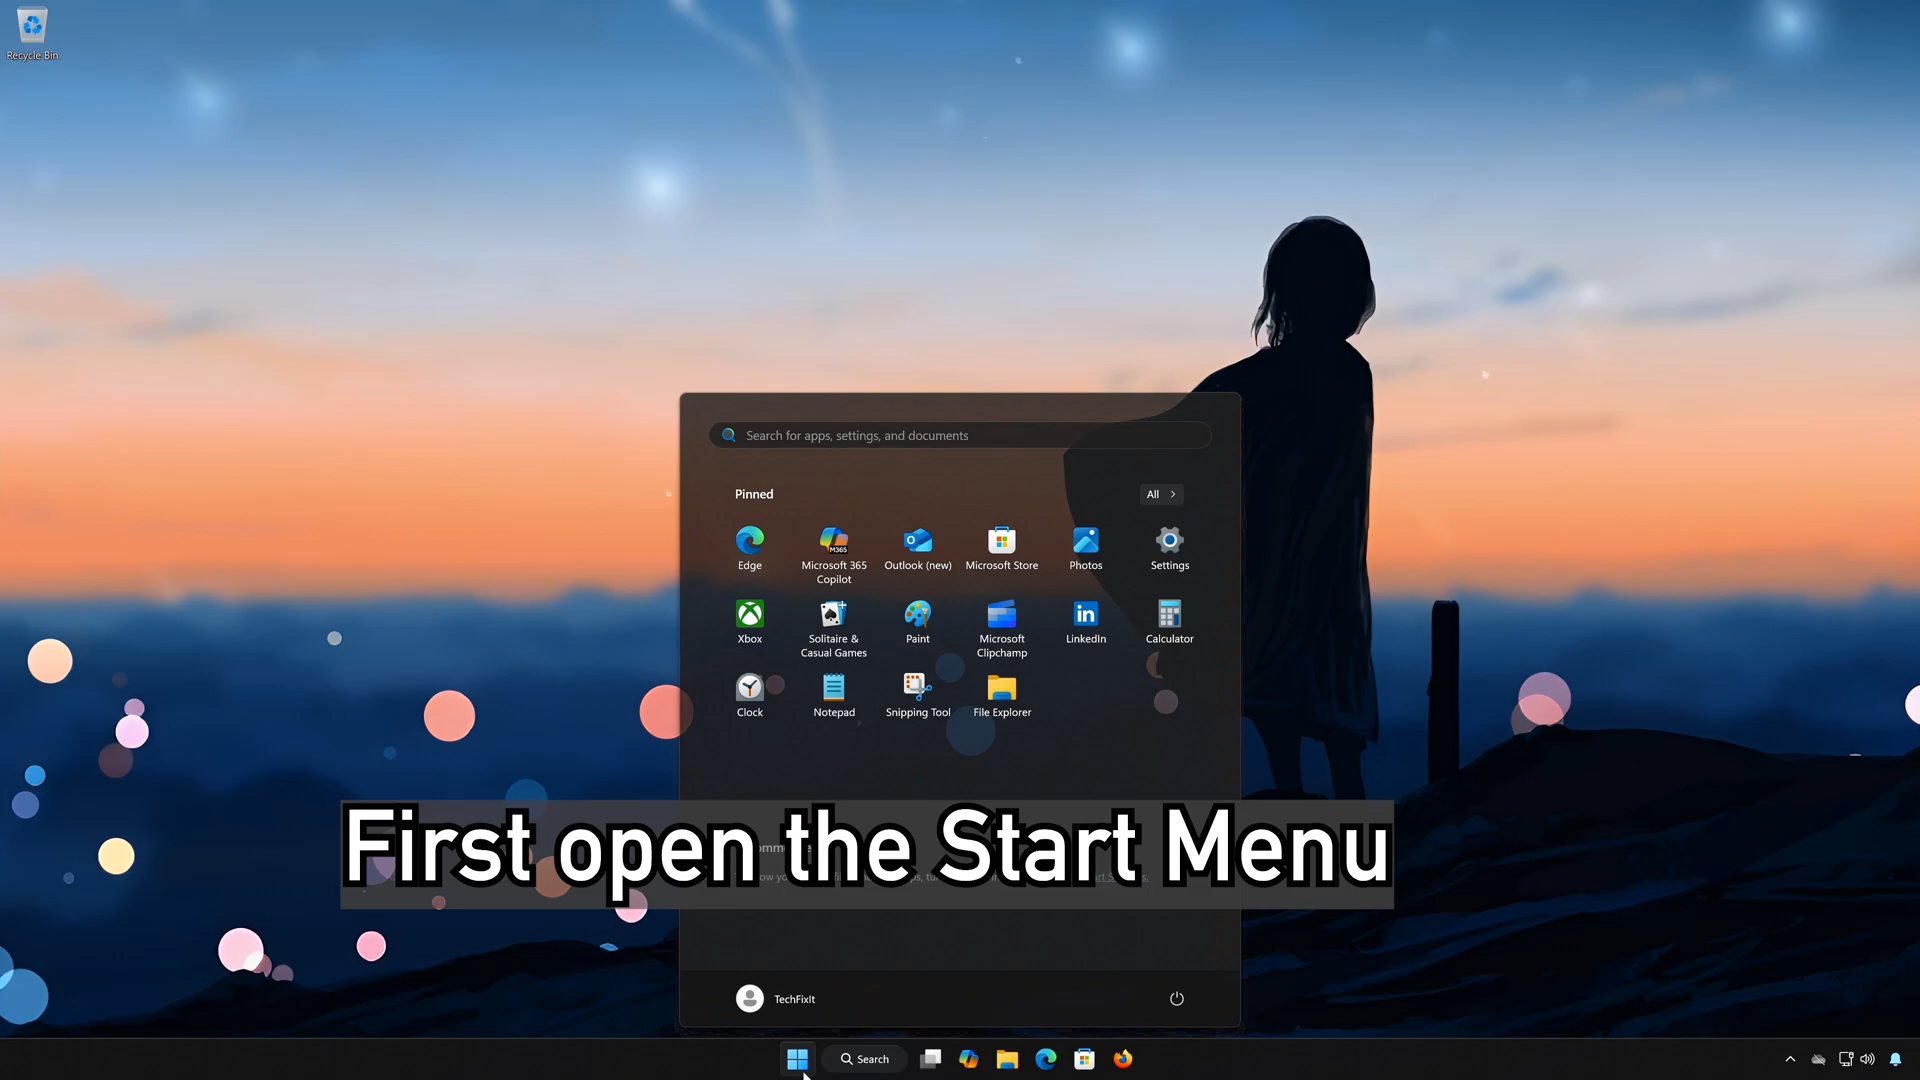 Recycle Bin
Search for apps, settings, and documents
Pinned
All
Edge
Microsoft 365
Copilot
Outlook (new)
Microsoft Store
Photos
Settings
M365
Xbox
Solitaire &
Casual Games
Paint
Microsoft
Clipchamp
LinkedIn
Calculator
Clock
Notepad
Snipping Tool
File Explorer
First open the Start Menu
TechFixIt
Search